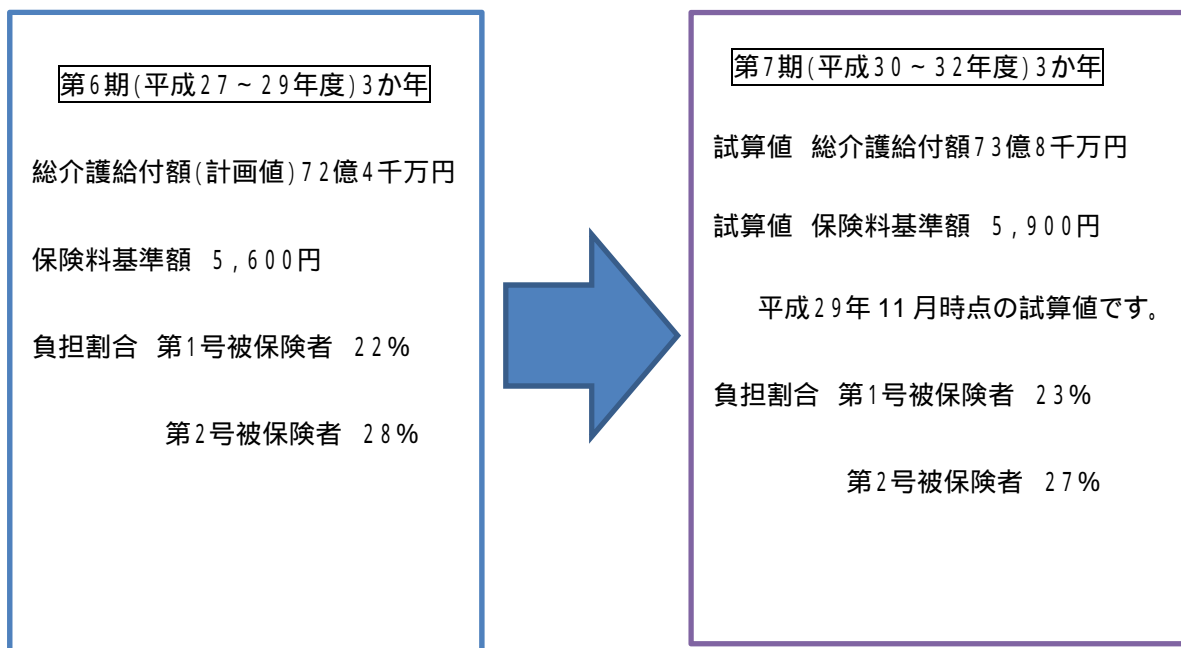 第6期(平成27~29年度)3か年
総介護給付額(計画値)72億4千万円
保険料基準額 5,600円
負担割合 第1号被保険者 22%
第2号被保険者 28%
第7期(平成30~32年度)3か年
試算値 総介護給付額73億8千万円
試算値 保険料基準額 5,900円
平成29年11月時点の試算値です。
負担割合 第1号被保険者 23%
第2号被保険者 27%